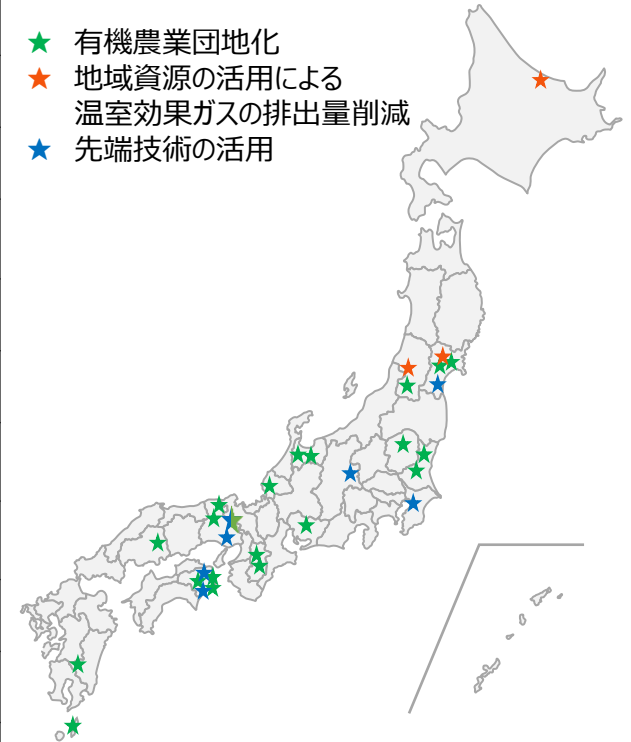 ★ 有機農業団地化
★ 地域資源の活用による
温室効果ガスの排出量削減
★ 先端技術の活用